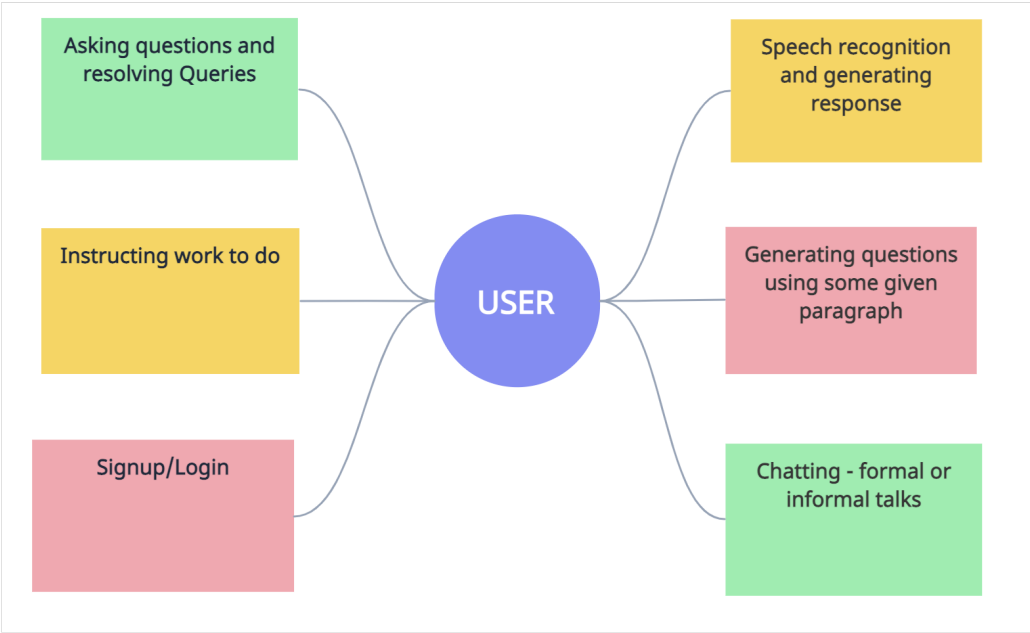 Asking questions and
resolving Queries
Instructing work to do
Signup/Login
USER
Speech recognition
and generating
response
Generating questions
using some given
paragraph
Chatting - formal or
informal talks